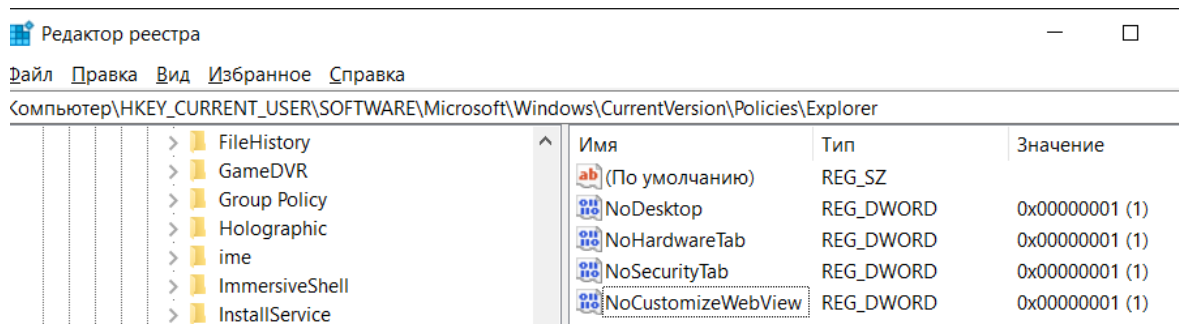 Редактор реестра
Файл Правка Вид Избранное Справка
Компьютер\HKEY_CURRENT_USER\SOFTWARE\Microsoft\Windows\CurrentVersion\Policies\Explorer
FileHistory
GameDVR
Group Policy
Holographic
ime
ImmersiveShell
InstallService
Имя Тип Значение
(По умолчанию) REG_SZ
NoDesktop REG_DWORD 0x00000001 (1)
NoHardwareTab REG_DWORD 0x00000001 (1)
NoSecurityTab REG_DWORD 0x00000001 (1)
NoCustomizeWebView REG_DWORD 0x00000001 (1)